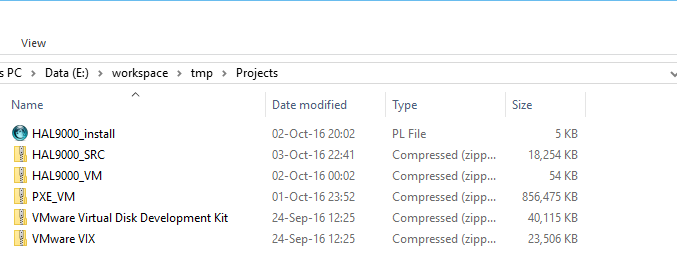 View
s PC > Data (E:) > workspace > tmp > Projects
Name Date modified Type Size
HAL9000_install 02-Oct-16 20:02 PL File 5 KB
HAL9000_SRC 03-Oct-16 22:41 Compressed (zipp... 18,254 KB
HAL9000_VM 02-Oct-16 00:02 Compressed (zipp... 54 KB
PXE_VM 01-Oct-16 23:52 Compressed (zipp... 856,475 KB
VMware Virtual Disk Development Kit 24-Sep-16 12:25 Compressed (zipp... 40,115 KB
VMware VIX 24-Sep-16 12:25 Compressed (zipp... 23,506 KB